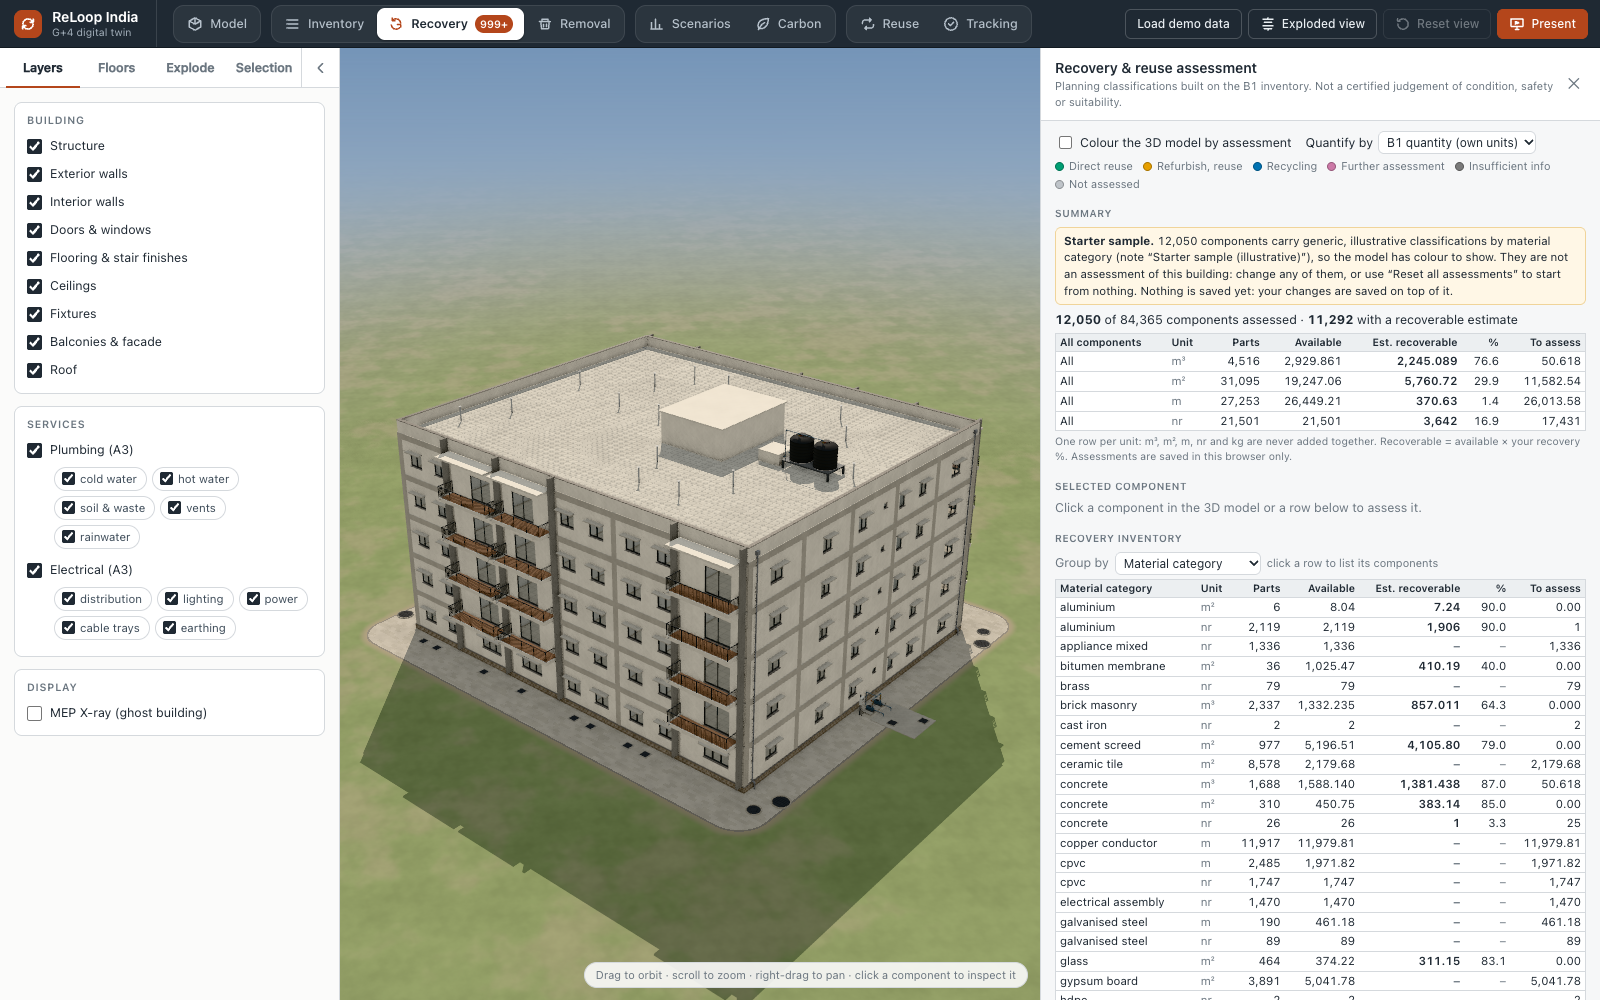 ReLoop India
G+4 digital twin
Model
Inventory
Recovery 999+
Removal
Scenarios
Carbon
Reuse
Tracking
Load demo data
Exploded view
Reset view
Present
Layers Floors Explode Selection
BUILDING
Structure
Exterior walls
Interior walls
Doors & windows
Flooring & stair finishes
Ceilings
Fixtures
Balconies & facade
Roof
SERVICES
Plumbing (A3)
cold water hot water
soil & waste vents
rainwater
Electrical (A3)
distribution lighting power
cable trays earthing
DISPLAY
MEP X-ray (ghost building)
Drag to orbit · scroll to zoom · right-drag to pan · click a component to inspect it
Recovery & reuse assessment
Planning classifications built on the B1 inventory. Not a certified judgement of condition, safety
or suitability.
Colour the 3D model by assessment Quantify by B1 quantity (own units)
Direct reuse Refurbish, reuse Recycling Further assessment Insufficient info
Not assessed
SUMMARY
Starter sample. 12,050 components carry generic, illustrative classifications by material
category (note “Starter sample (illustrative)”), so the model has colour to show. They are not
an assessment of this building: change any of them, or use “Reset all assessments” to start
from nothing. Nothing is saved yet: your changes are saved on top of it.
12,050 of 84,365 components assessed · 11,292 with a recoverable estimate
All components Unit Parts Available Est. recoverable % To assess
All m³ 4,516 2,929.861 2,245.089 76.6 50.618
All m² 31,095 19,247.06 5,760.72 29.9 11,582.54
All m 27,253 26,449.21 370.63 1.4 26,013.58
All nr 21,501 21,501 3,642 16.9 17,431
One row per unit: m³, m², m, nr and kg are never added together. Recoverable = available × your recovery
%. Assessments are saved in this browser only.
SELECTED COMPONENT
Click a component in the 3D model or a row below to assess it.
RECOVERY INVENTORY
Group by Material category click a row to list its components
Material category Unit Parts Available Est. recoverable % To assess
aluminium m² 6 8.04 7.24 90.0 0.00
aluminium nr 2,119 2,119 1,906 90.0 1
appliance mixed nr 1,336 1,336 – – 1,336
bitumen membrane m² 36 1,025.47 410.19 40.0 0.00
brass nr 79 79 – – 79
brick masonry m³ 2,337 1,332.235 857.011 64.3 0.000
cast iron nr 2 2 – – 2
cement screed m² 977 5,196.51 4,105.80 79.0 0.00
ceramic tile m² 8,578 2,179.68 – – 2,179.68
concrete m³ 1,688 1,588.140 1,381.438 87.0 50.618
concrete m² 310 450.75 383.14 85.0 0.00
concrete nr 26 26 1 3.3 25
copper conductor m 11,917 11,979.81 – – 11,979.81
cpvc m 2,485 1,971.82 – – 1,971.82
cpvc nr 1,747 1,747 – – 1,747
electrical assembly nr 1,470 1,470 – – 1,470
galvanised steel m 190 461.18 – – 461.18
galvanised steel nr 89 89 – – 89
glass m² 464 374.22 311.15 83.1 0.00
gypsum board m² 3,891 5,041.78 – – 5,041.78